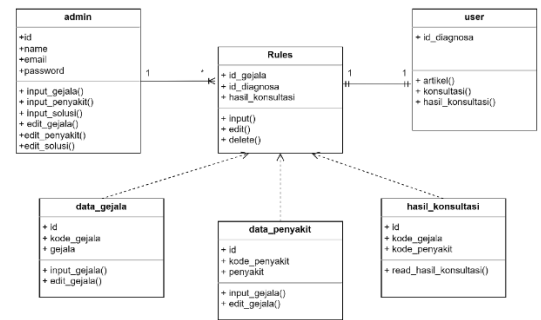 admin
+id
+name
+email
+password
+ input_gejala()
+ input_penyakit()
+ input_solusi()
+ edit_gejala()
+edit_penyakit()
+edit_solusi()
1
*
Rules
+ id_gejala
+ id_diagnosa
+ hasil_konsultasi
+ input()
+ edit()
+ delete()
1
1
user
+ id_diagnosa
+ artikel()
+ konsultasi()
+ hasil_konsultasi()
data_gejala
+ id
+ kode_gejala
+ gejala
+ input_gejala()
+ edit_gejala()
data_penyakit
+ id
+ kode_penyakit
+ penyakit
+ input_gejala()
+ edit_gejala()
hasil_konsultasi
+ id
+ kode_gejala
+ kode_penyakit
+ read_hasil_konsultasi()